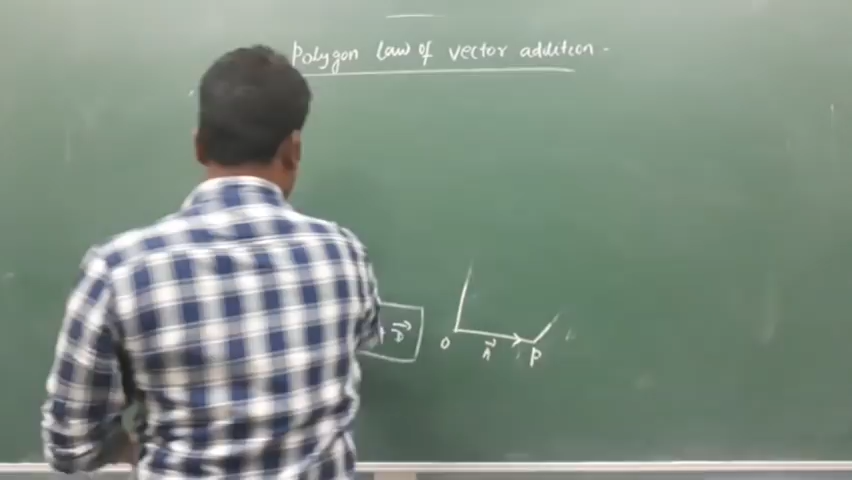 Polygon Law of vector addition -
+ D⃗
O
A⃗
P